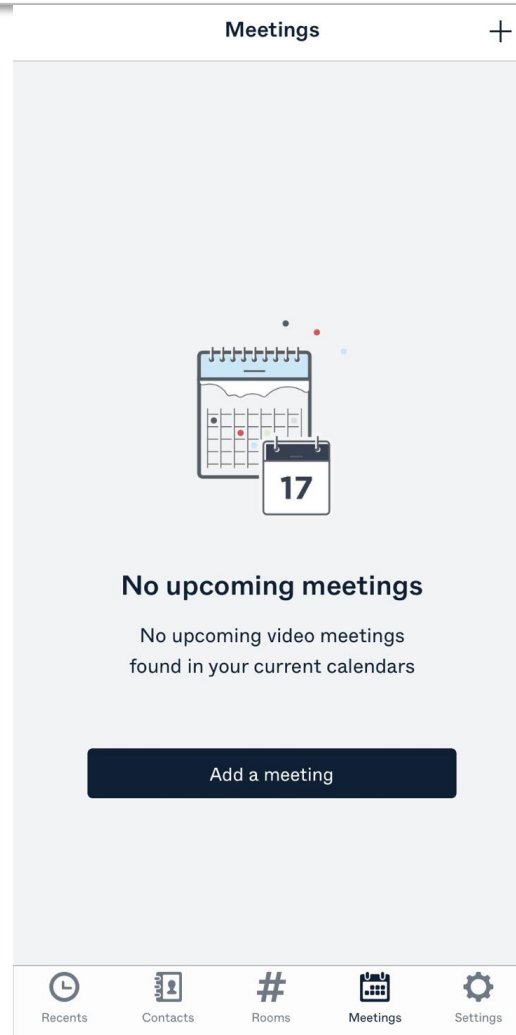 Meetings
17
No upcoming meetings
No upcoming video meetings
found in your current calendars
Add a meeting
Recents
Contacts
Rooms
Meetings
Settings